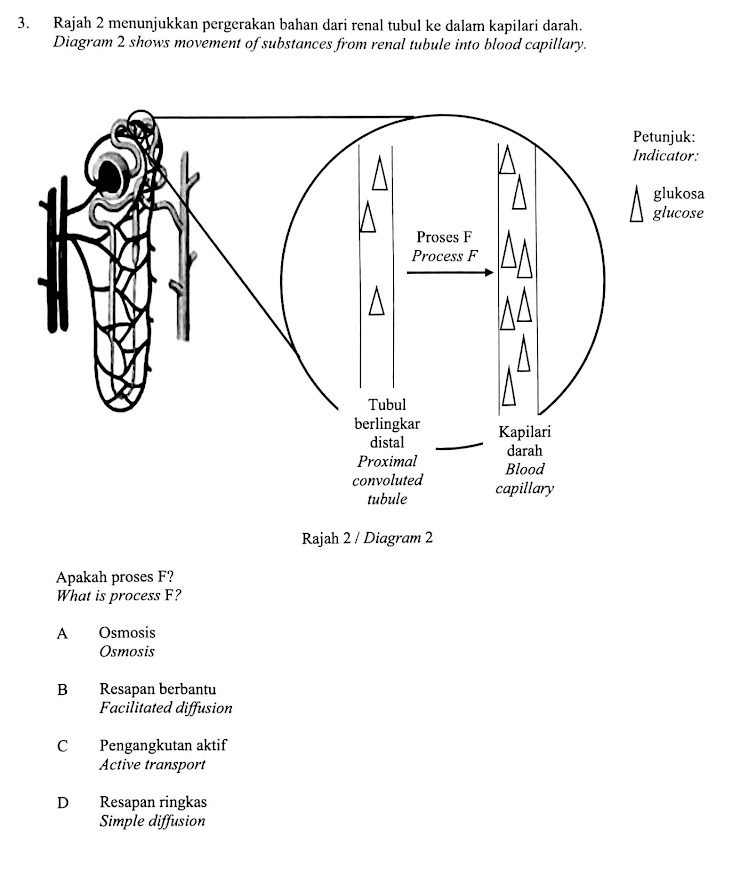 3. Rajah 2 menunjukkan pergerakan bahan dari renal tubul ke dalam kapilari darah.
Diagram 2 shows movement of substances from renal tubule into blood capillary.
Petunjuk:
Indicator:
glukosa
glucose
Proses F
Process F
Tubul
berlingkar
distal
Proximal
convoluted
tubule
Kapilari
darah
Blood
capillary
Rajah 2 / Diagram 2
Apakah proses F?
What is process F?
A Osmosis
Osmosis
B Resapan berbantu
Facilitated diffusion
C Pengangkutan aktif
Active transport
D Resapan ringkas
Simple diffusion